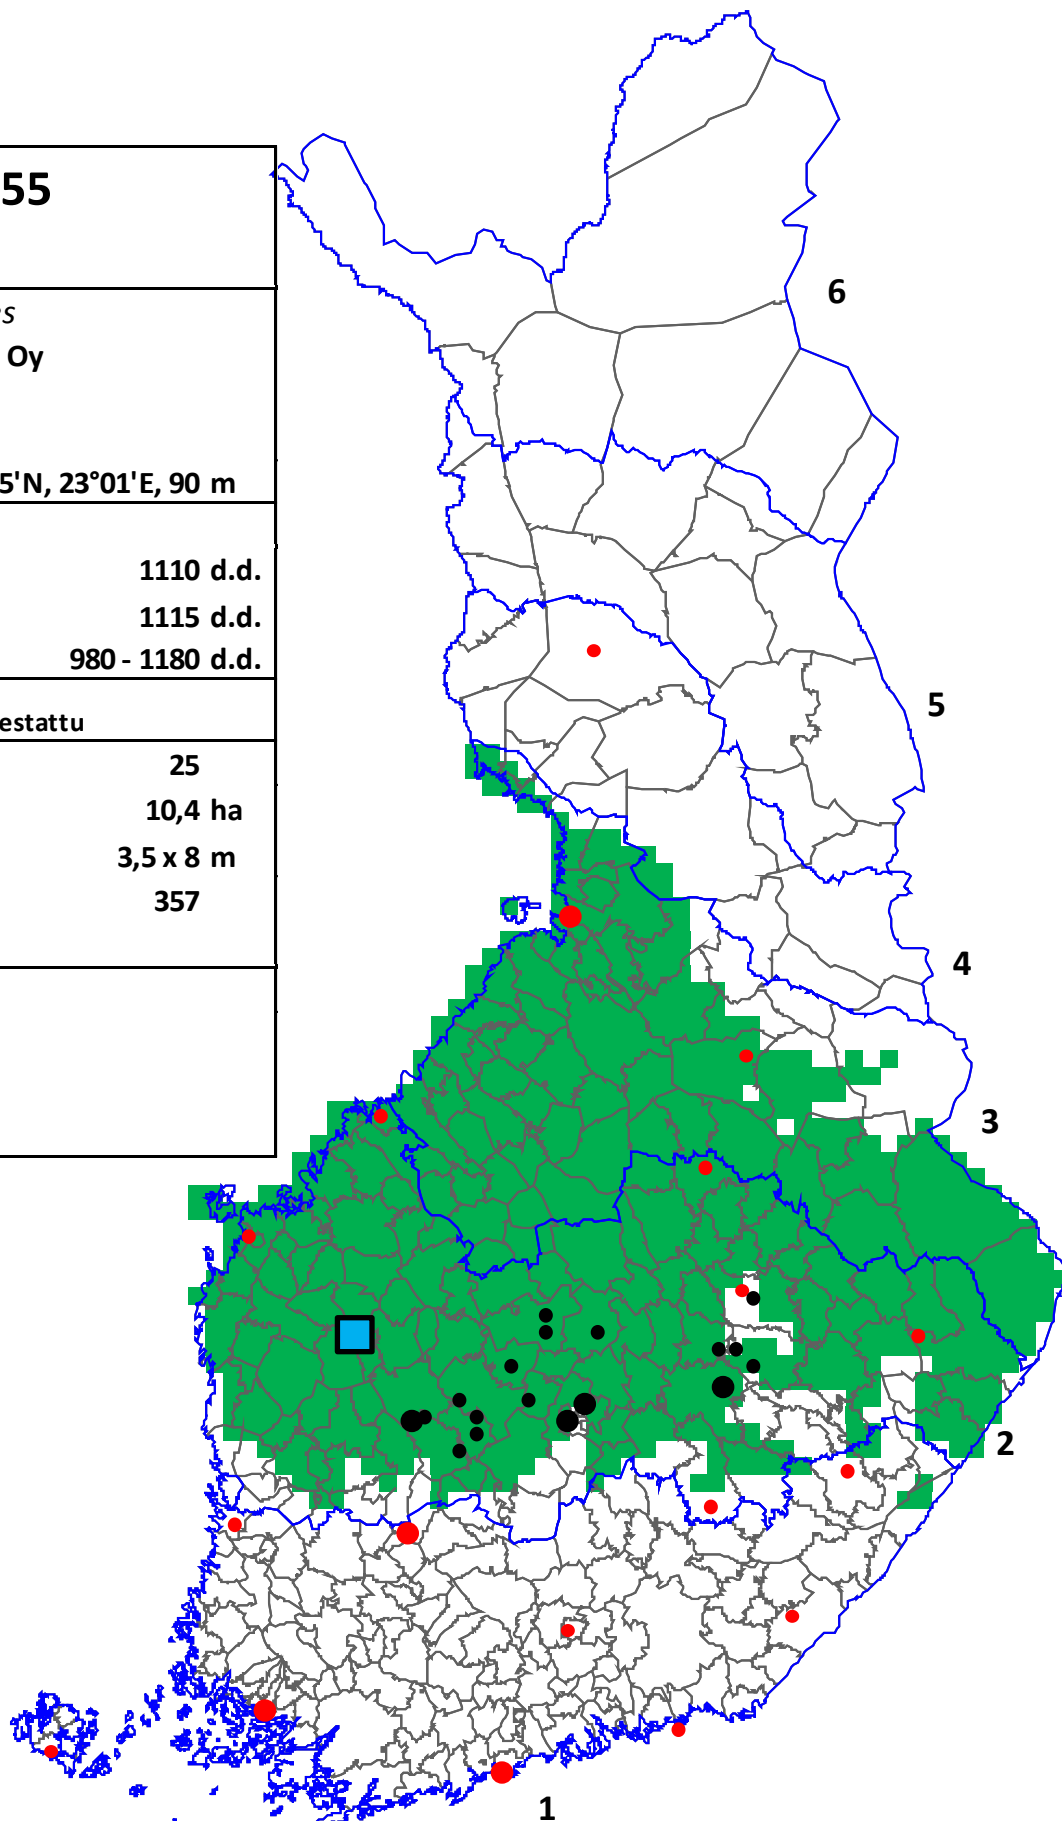 55
Oy
5'N, 23°01'E, 90 m
1110 d.d.
1115 d.d.
980 - 1180 d.d.
estattu
25
10,4 ha
3,5 x 8 m
357
6
5
4
3
2
1